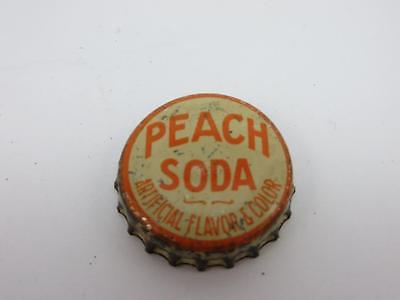 PEACH
SODA
ARTIFICIAL FLAVOR & COLOR